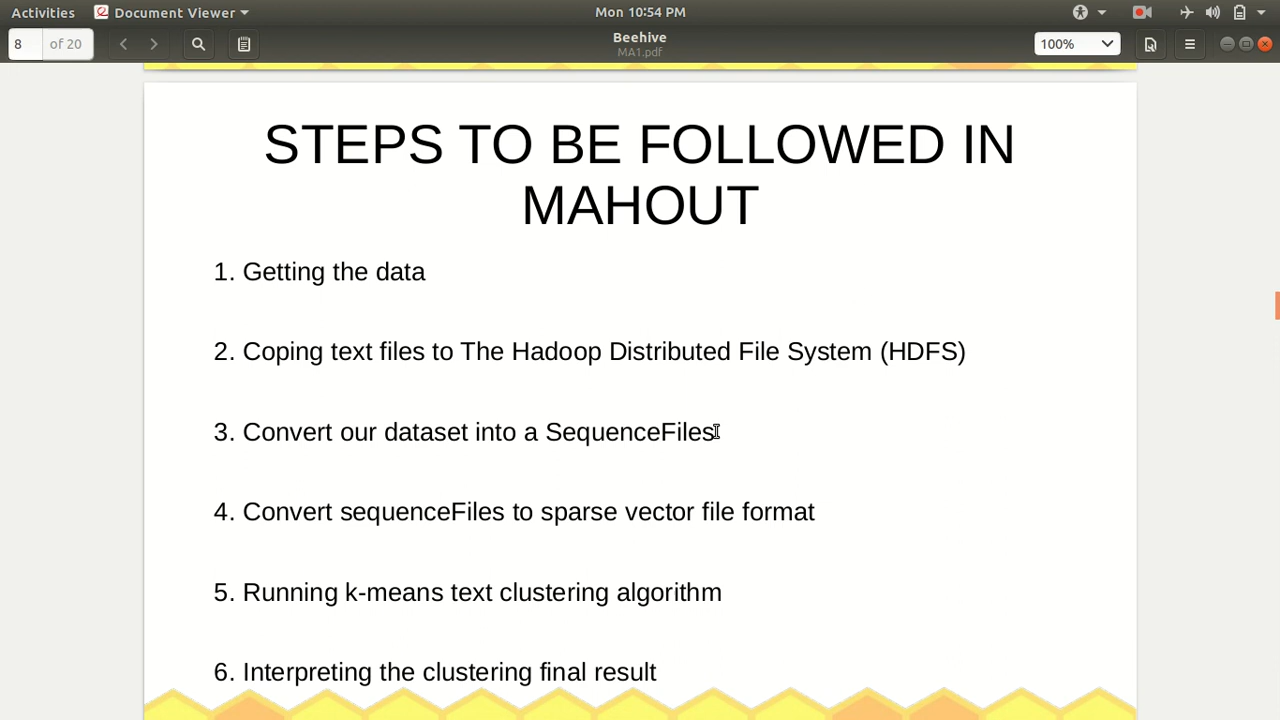 Activities Document Viewer Mon 10:54 PM
8 of 20 Beehive 100%
MA1.pdf
STEPS TO BE FOLLOWED IN
MAHOUT
1. Getting the data
2. Coping text files to The Hadoop Distributed File System (HDFS)
3. Convert our dataset into a SequenceFiles
4. Convert sequenceFiles to sparse vector file format
5. Running k-means text clustering algorithm
6. Interpreting the clustering final result